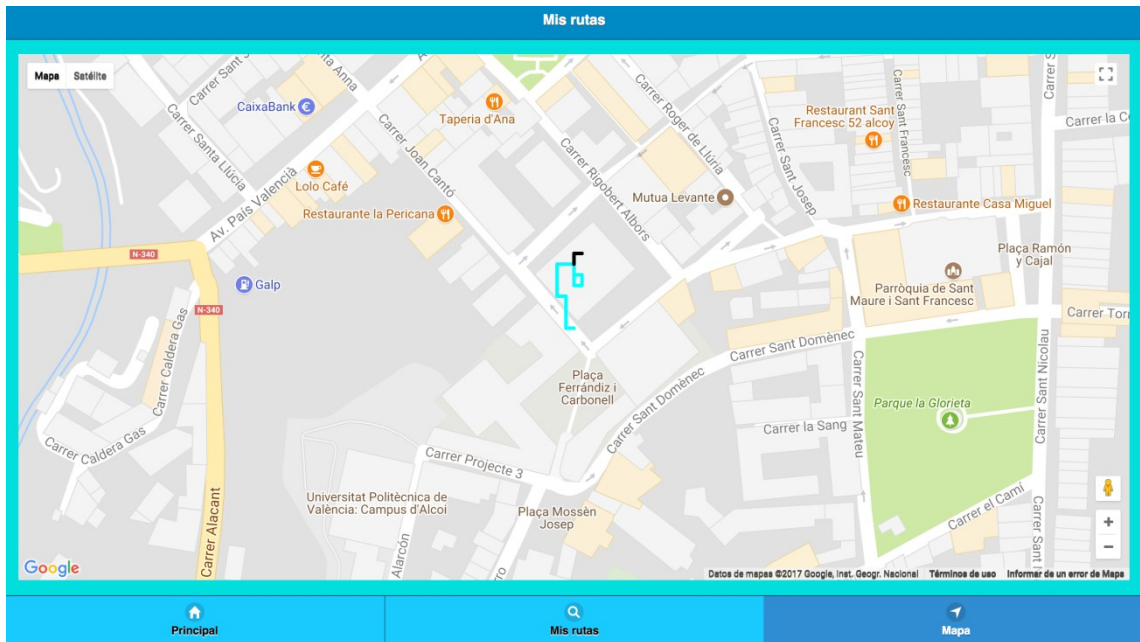 Mis rutas
Mapa Satélite
Carrer Sant
Santa Anna
CaixaBank
Taperia d'Ana
Carrer Santa Llúcia
Carrer Joan Cantó
Carrer Roger de Llúria
Carrer Rigobert Albors
Carrer Sant Josep
Restaurant Sant
Francesc 52 alcoy
Carrer Sant Francesc
Carrer S
Carrer la C
Lolo Café
Av. País Valencià
Restaurante la Pericana
Mutua Levante
Restaurante Casa Miguel
N-340
Galp
Plaça Ramón
y Cajal
Parròquia de Sant
Maure i Sant Francesc
N-340
Carrer Torr
Carrer Caldera Gas
Carrer Sant Domènec
Plaça
Ferrándiz i
Carbonell
Carrer Sant Mateu
Carrer Sant Nicolau
Parque la Glorieta
Carrer Sant Domènec
Carrer la Sang
Carrer Caldera Gas
Carrer Projecte 3
Universitat Politècnica de
València: Campus d'Alcoi
Plaça Mossèn
Josep
Carrer Alacant
Alarcón
Carrer el Camí
Carrer Sant N
Google
Datos de mapas ©2017 Google, Inst. Geogr. Nacional Términos de uso Informar de un error de Maps
Principal
Mis rutas
Mapa